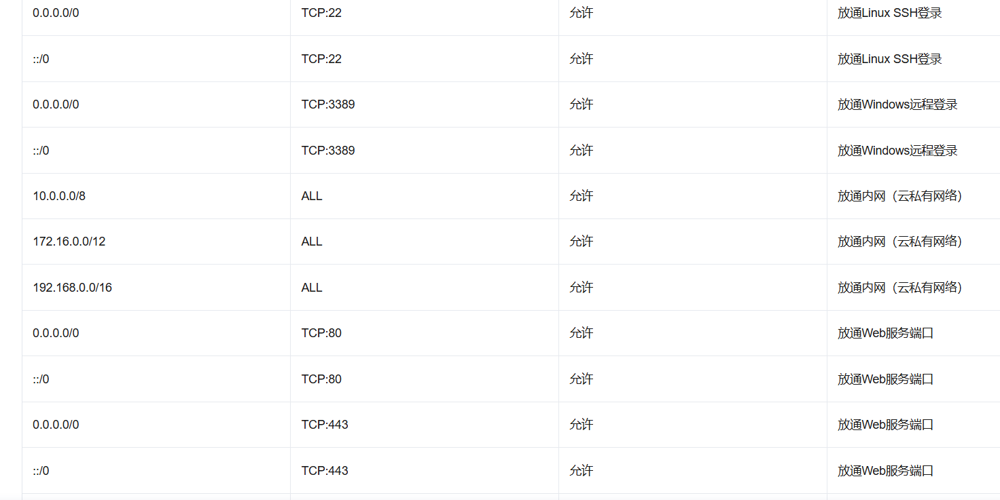 0.0.0.0/0 TCP:22 允许 放通Linux SSH登录
::/0 TCP:22 允许 放通Linux SSH登录
0.0.0.0/0 TCP:3389 允许 放通Windows远程登录
::/0 TCP:3389 允许 放通Windows远程登录
10.0.0.0/8 ALL 允许 放通内网（云私有网络）
172.16.0.0/12 ALL 允许 放通内网（云私有网络）
192.168.0.0/16 ALL 允许 放通内网（云私有网络）
0.0.0.0/0 TCP:80 允许 放通Web服务端口
::/0 TCP:80 允许 放通Web服务端口
0.0.0.0/0 TCP:443 允许 放通Web服务端口
::/0 TCP:443 允许 放通Web服务端口